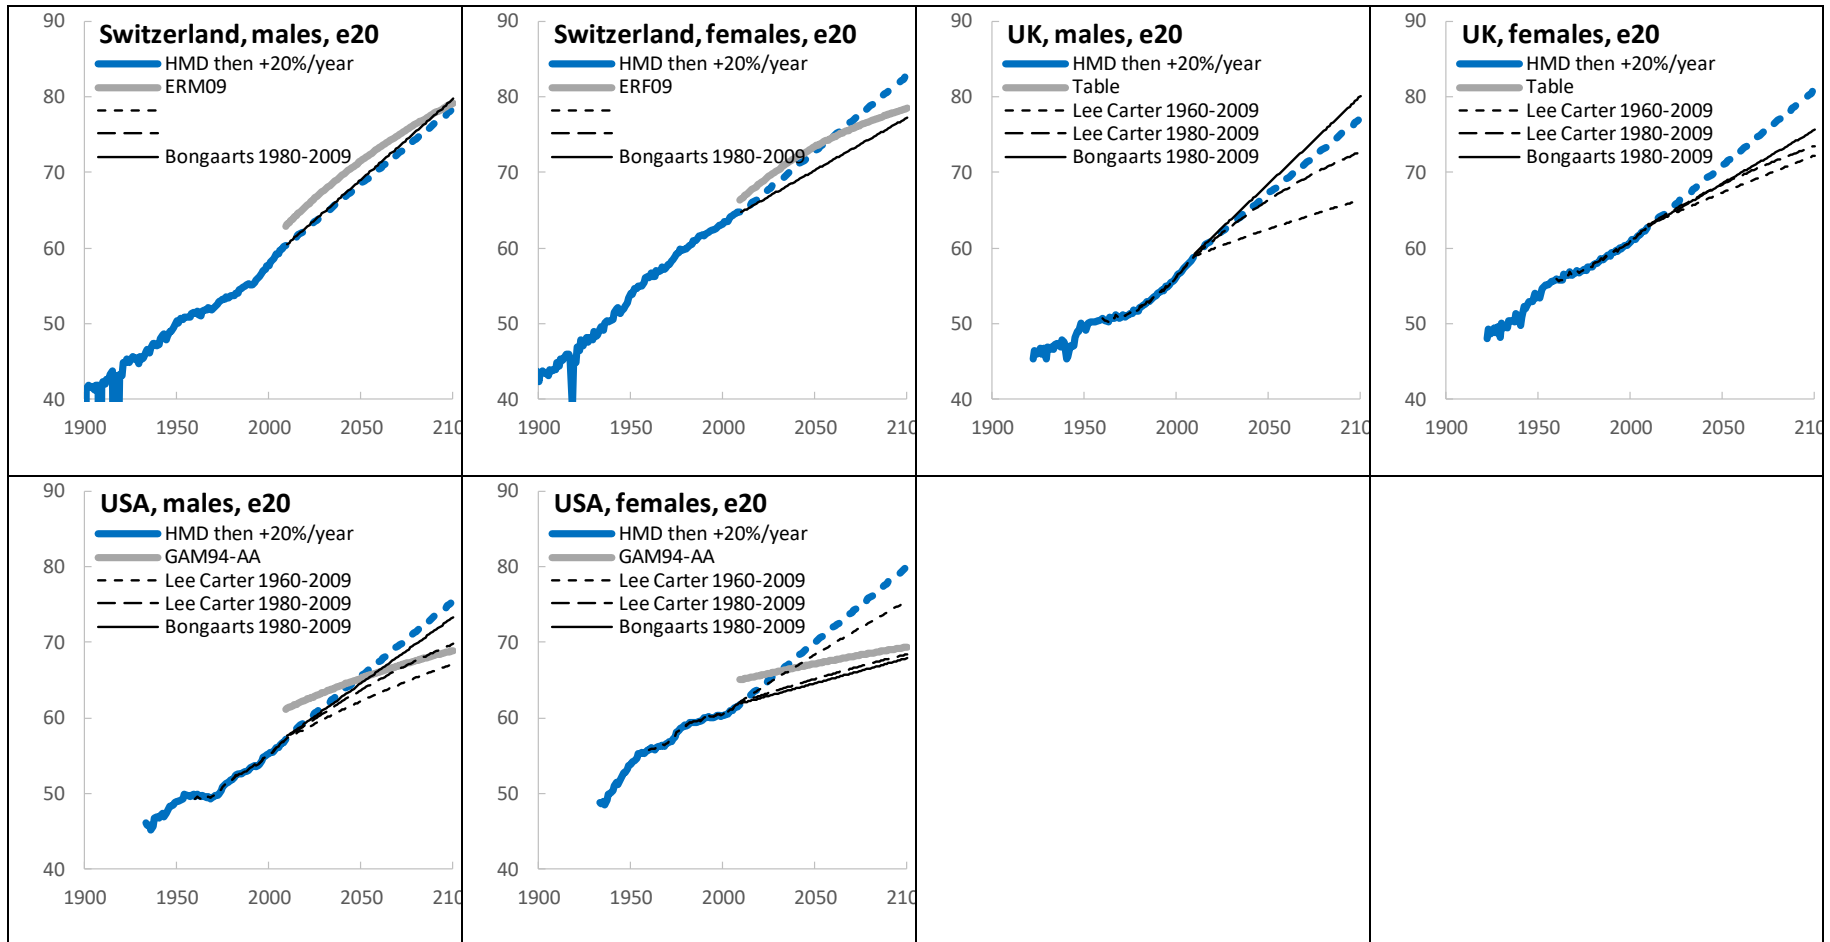 Switzerland, males, e20
HMD then +20%/year
ERM09
Bongaarts 1980-2009
90
80
70
60
50
40
1900
1950
2000
2050
210
Switzerland, females, e20
HMD then +20%/year
ERF09
Bongaarts 1980-2009
90
80
70
60
50
40
1900
1950
2000
2050
210
UK, males, e20
HMD then +20%/year
Table
Lee Carter 1960-2009
Lee Carter 1980-2009
Bongaarts 1980-2009
90
80
70
60
50
40
1900
1950
2000
2050
210
UK, females, e20
HMD then +20%/year
Table
Lee Carter 1960-2009
Lee Carter 1980-2009
Bongaarts 1980-2009
90
80
70
60
50
40
1900
1950
2000
2050
210
USA, males, e20
HMD then +20%/year
GAM94-AA
Lee Carter 1960-2009
Lee Carter 1980-2009
Bongaarts 1980-2009
90
80
70
60
50
40
1900
1950
2000
2050
210
USA, females, e20
HMD then +20%/year
GAM94-AA
Lee Carter 1960-2009
Lee Carter 1980-2009
Bongaarts 1980-2009
90
80
70
60
50
40
1900
1950
2000
2050
210